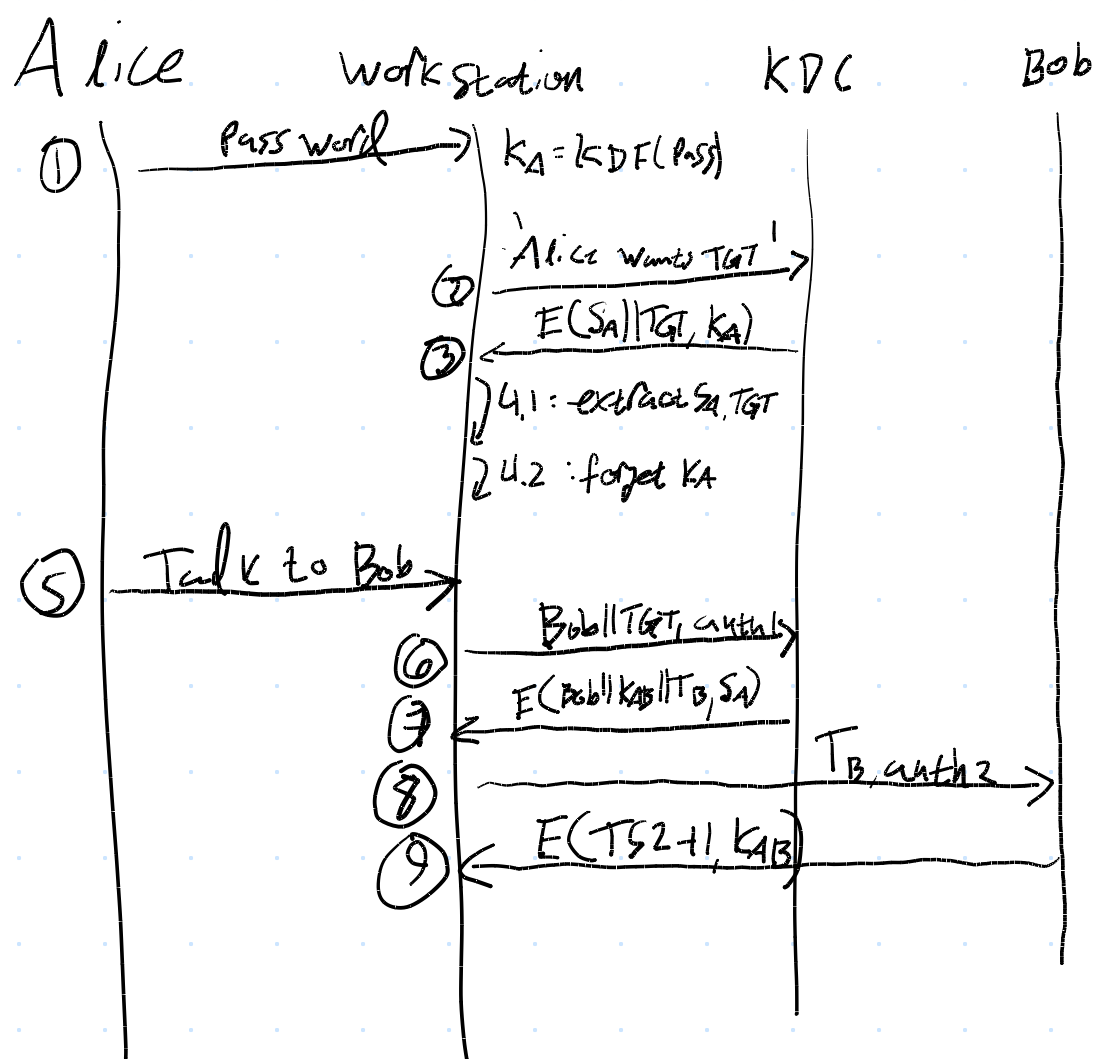 Alice Workstation KDC Bob
① Password
K_A = KDF(Pass)
'Alice wants TGT'
②
E(S_A||TGT, K_A)
③
4.1: extract S_A, TGT
4.2: forget K_A
⑤ Talk to Bob
Bob||TGT, auth1
⑥
E(Bob||K_AB||T_B, S_A)
⑦
T_B, auth2
⑧
E(TS2+1, K_AB)
⑨